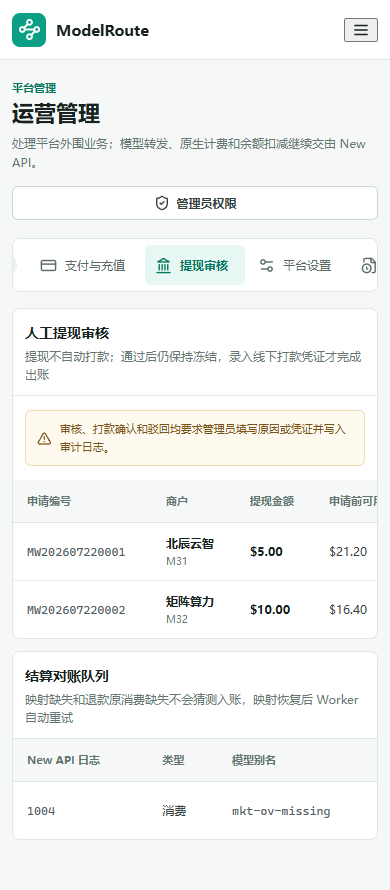 ModelRoute
平台管理
运营管理
处理平台外围业务；模型转发、原生计费和余额扣减继续交由 New
API。
管理员权限
支付与充值
提现审核
平台设置
人工提现审核
提现不自动打款；通过后仍保持冻结，录入线下打款凭证才完成
出账
审核、打款确认和驳回均要求管理员填写原因或凭证并写入
审计日志。
申请编号 商户 提现金额 申请前可用
MW202607220001 北辰云智 $5.00 $21.20
M31
MW202607220002 矩阵算力 $10.00 $16.40
M32
结算对账队列
映射缺失和退款原消费缺失不会猜测入账，映射恢复后 Worker
自动重试
New API 日志 类型 模型别名
1004 消费 mkt-ov-missing